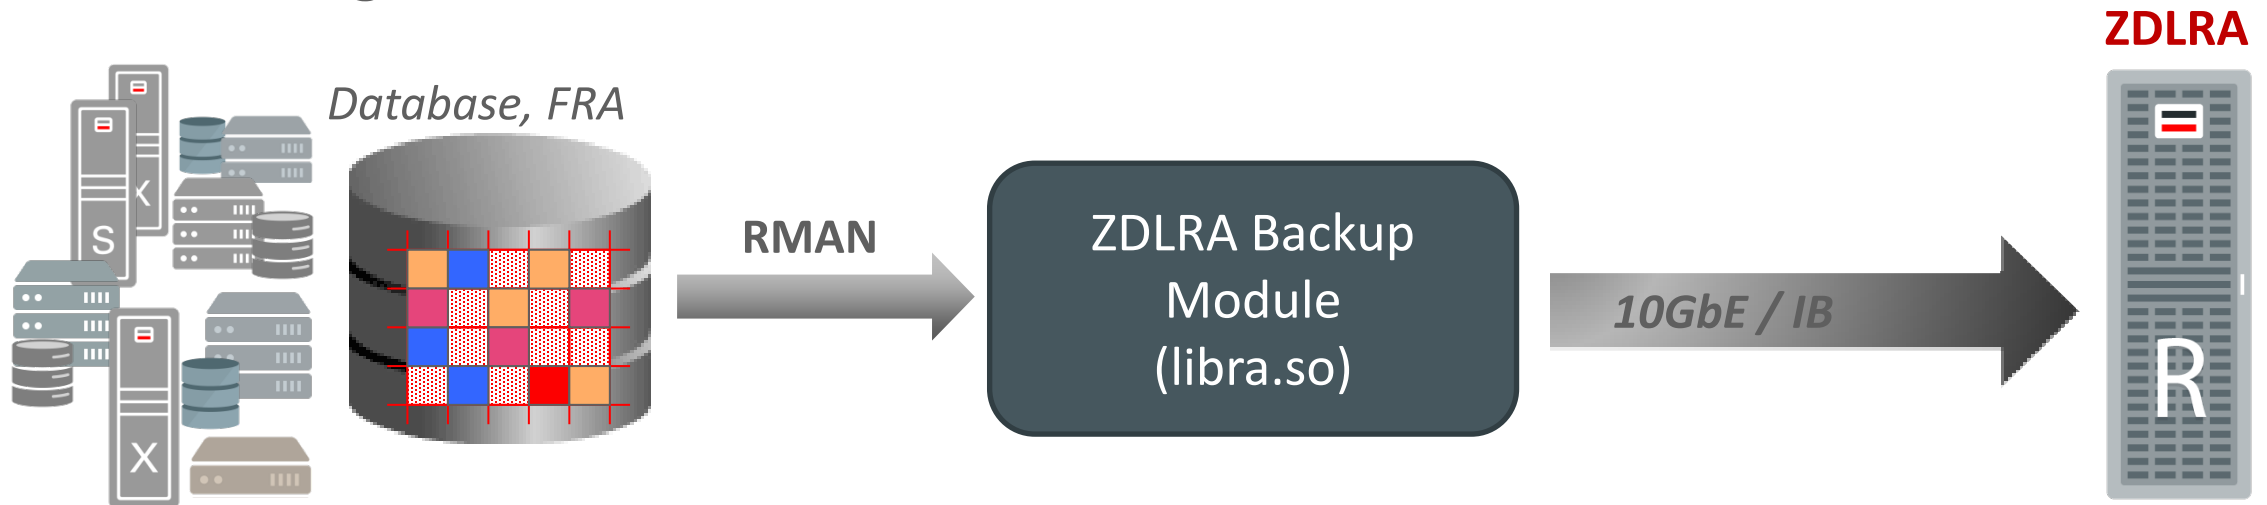 ZDLRA
Database, FRA
X
S
RMAN
ZDLRA Backup
Module
(libra.so)
10GbE / IB
R
X